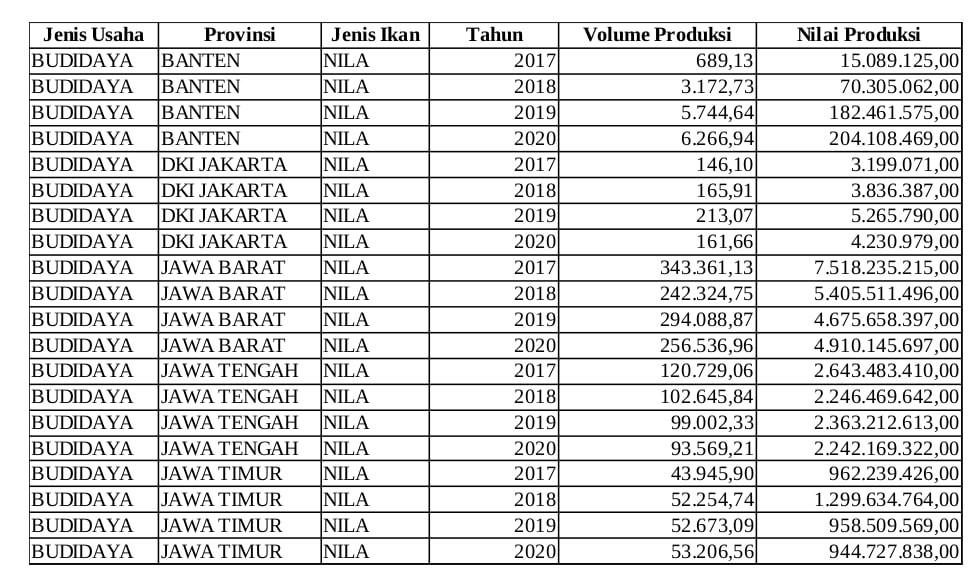 Jenis Usaha Provinsi Jenis Ikan Tahun Volume Produksi Nilai Produksi
BUDIDAYA BANTEN NILA 2017 689,13 15.089.125,00
BUDIDAYA BANTEN NILA 2018 3.172,73 70.305.062,00
BUDIDAYA BANTEN NILA 2019 5.744,64 182.461.575,00
BUDIDAYA BANTEN NILA 2020 6.266,94 204.108.469,00
BUDIDAYA DKI JAKARTA NILA 2017 146,10 3.199.071,00
BUDIDAYA DKI JAKARTA NILA 2018 165,91 3.836.387,00
BUDIDAYA DKI JAKARTA NILA 2019 213,07 5.265.790,00
BUDIDAYA DKI JAKARTA NILA 2020 161,66 4.230.979,00
BUDIDAYA JAWA BARAT NILA 2017 343.361,13 7.518.235.215,00
BUDIDAYA JAWA BARAT NILA 2018 242.324,75 5.405.511.496,00
BUDIDAYA JAWA BARAT NILA 2019 294.088,87 4.675.658.397,00
BUDIDAYA JAWA BARAT NILA 2020 256.536,96 4.910.145.697,00
BUDIDAYA JAWA TENGAH NILA 2017 120.729,06 2.643.483.410,00
BUDIDAYA JAWA TENGAH NILA 2018 102.645,84 2.246.469.642,00
BUDIDAYA JAWA TENGAH NILA 2019 99.002,33 2.363.212.613,00
BUDIDAYA JAWA TENGAH NILA 2020 93.569,21 2.242.169.322,00
BUDIDAYA JAWA TIMUR NILA 2017 43.945,90 962.239.426,00
BUDIDAYA JAWA TIMUR NILA 2018 52.254,74 1.299.634.764,00
BUDIDAYA JAWA TIMUR NILA 2019 52.673,09 958.509.569,00
BUDIDAYA JAWA TIMUR NILA 2020 53.206,56 944.727.838,00